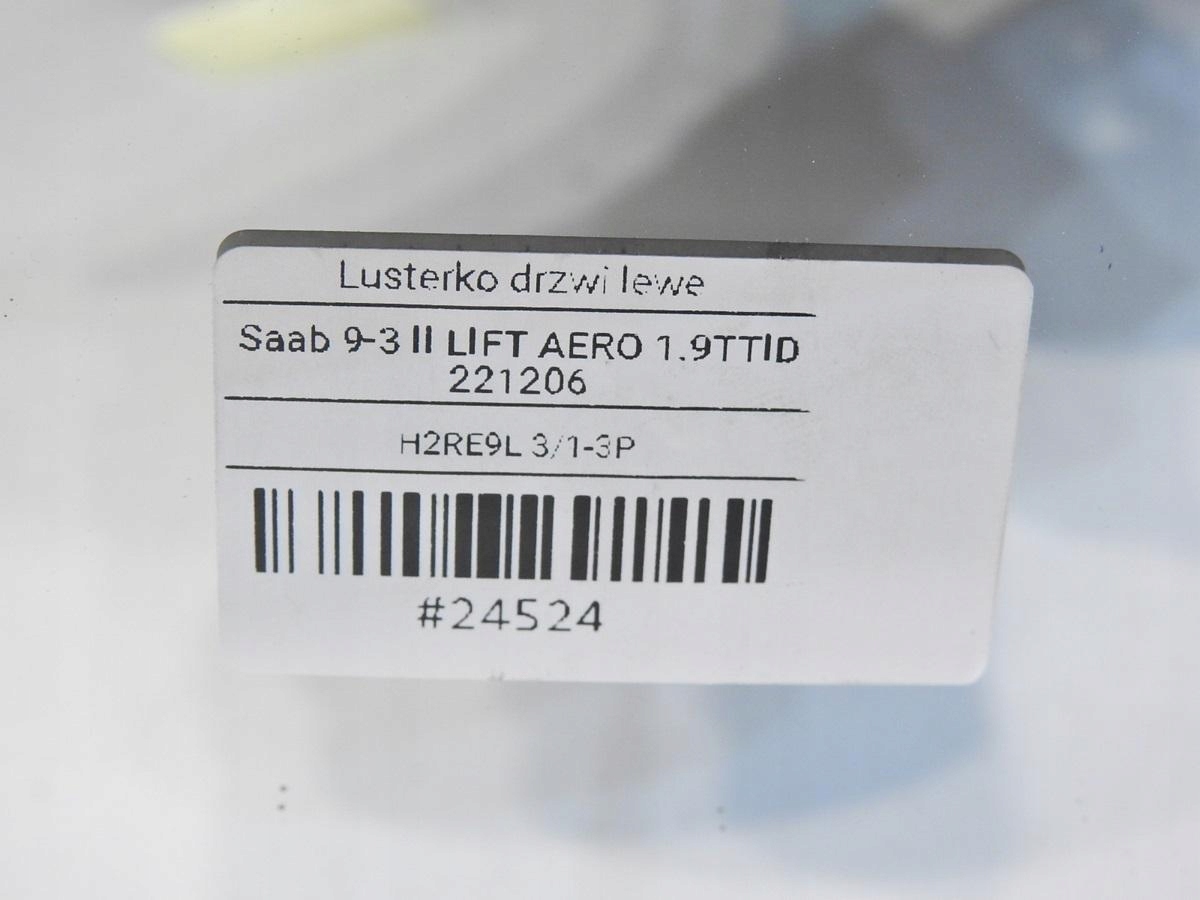 Lusterko drzwi lewe
Saab 9-3 II LIFT AERO 1.9TTID
221206
H2RE9L 3/1-3P
#24524